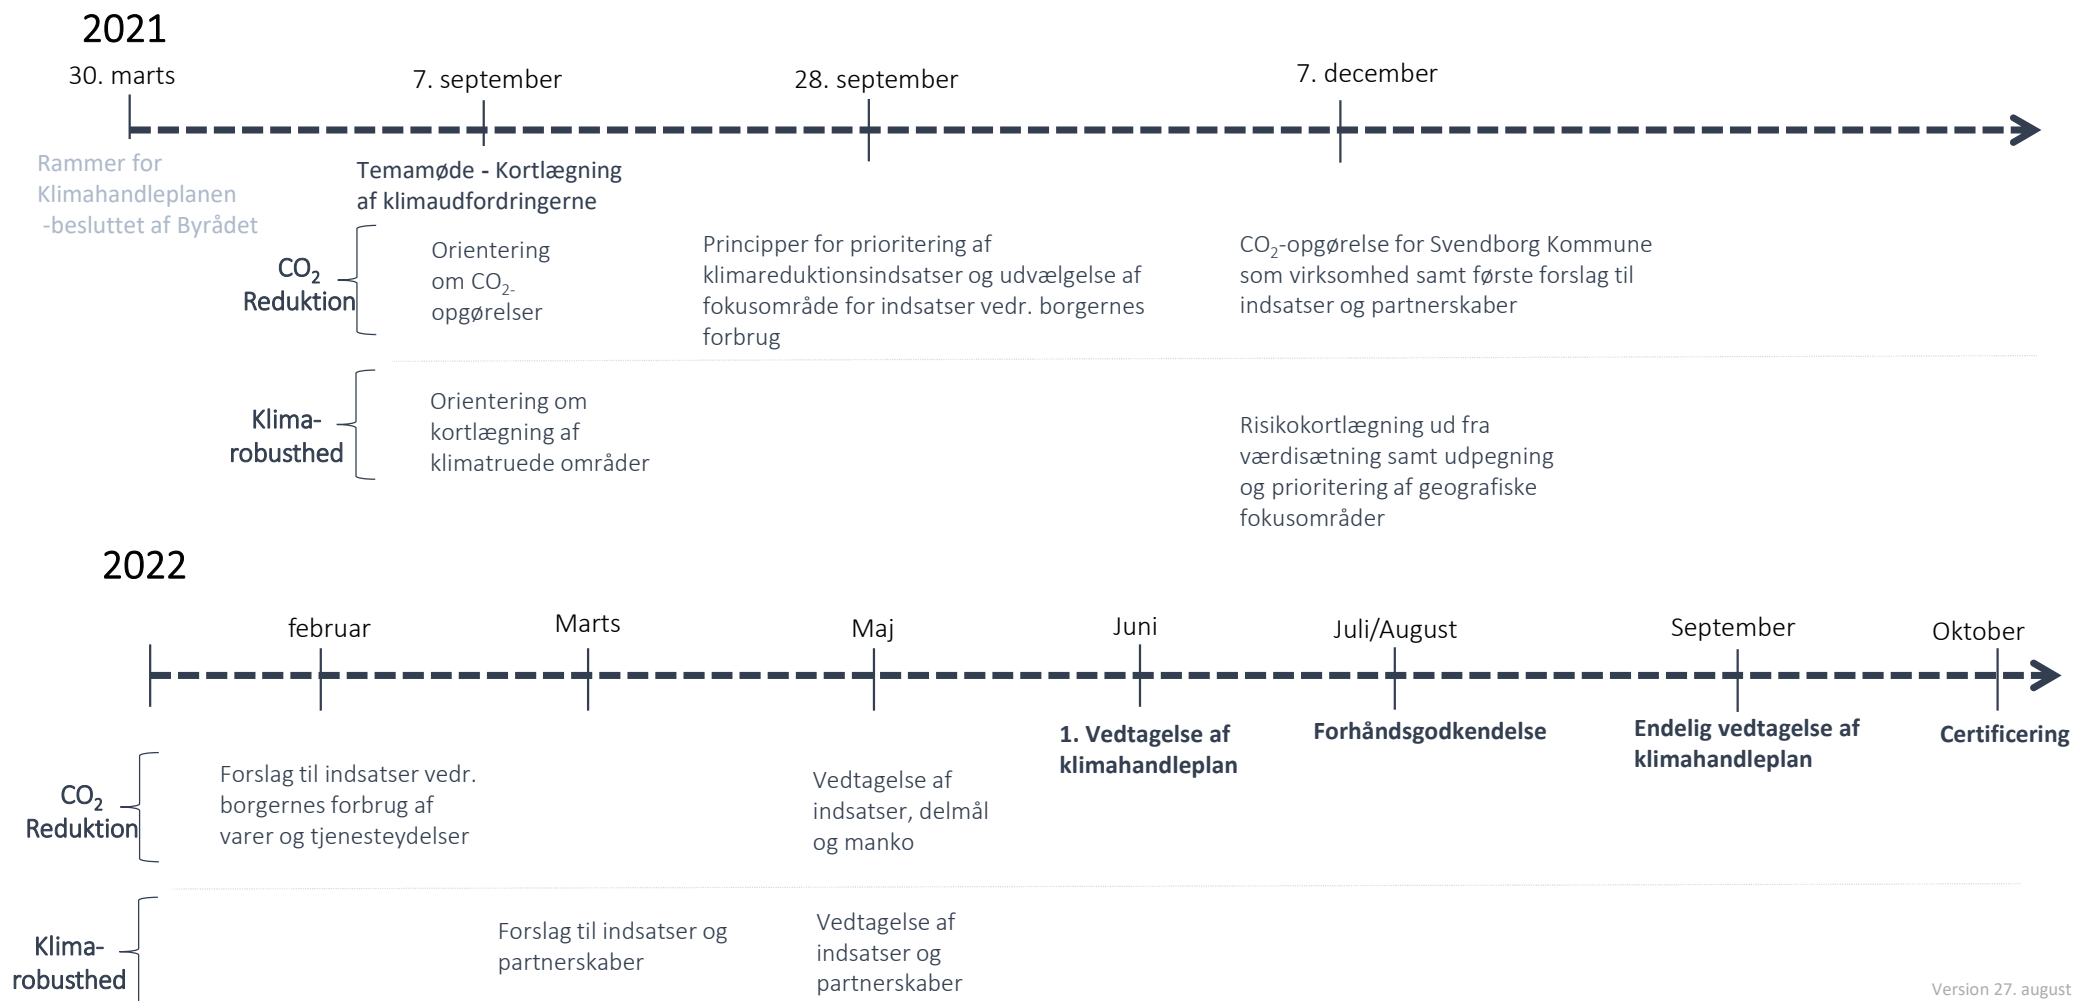 2021
30. marts
7. september
28. september
7. december
Rammer for
Klimahandleplanen
-besluttet af Byrådet
Temamøde - Kortlægning
af klimaudfordringerne
CO₂
Reduktion
Orientering
om CO₂-
opgørelser
Principper for prioritering af
klimareduktionsindsatser og udvælgelse af
fokusområde for indsatser vedr. borgernes
forbrug
CO₂-opgørelse for Svendborg Kommune
som virksomhed samt første forslag til
indsatser og partnerskaber
Klima-
robusthed
Orientering om
kortlægning af
klimatruede områder
Risikokortlægning ud fra
værdisætning samt udpegning
og prioritering af geografiske
fokusområder
2022
februar
Marts
Maj
Juni
Juli/August
September
Oktober
1. Vedtagelse af
klimahandleplan
Forhåndsgodkendelse
Endelig vedtagelse af
klimahandleplan
Certificering
CO₂
Reduktion
Forslag til indsatser vedr.
borgernes forbrug af
varer og tjenesteydelser
Vedtagelse af
indsatser, delmål
og manko
Klima-
robusthed
Forslag til indsatser og
partnerskaber
Vedtagelse af
indsatser og
partnerskaber
Version 27. august